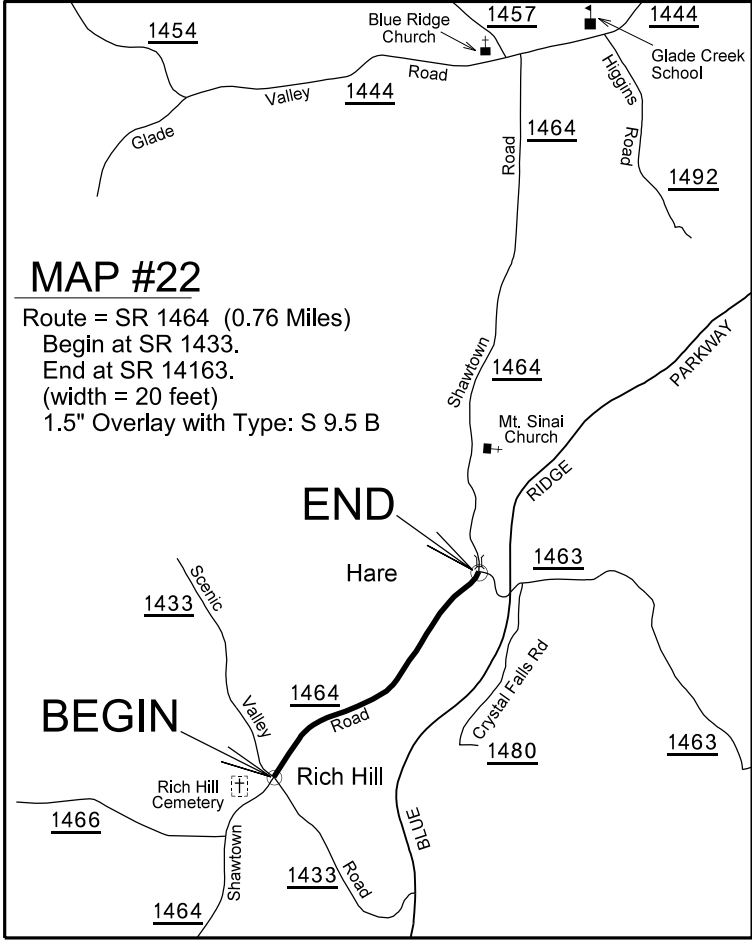 1454
Blue Ridge
Church
1457
1444
Glade Creek
School
Glade
Valley
1444
Road
Higgins
Road
1464
Road
1492
MAP #22
Route = SR 1464 (0.76 Miles)
Begin at SR 1433.
End at SR 14163.
(width = 20 feet)
1.5" Overlay with Type: S 9.5 B
PARKWAY
Shawtown
1464
Mt. Sinai
Church
RIDGE
END
Hare
1463
Scenic
1433
Valley
1464
Road
Crystal Falls Rd
BEGIN
1480
1463
Rich Hill
Rich Hill
Cemetery
1466
BLUE
Shawtown
1433
Road
1464